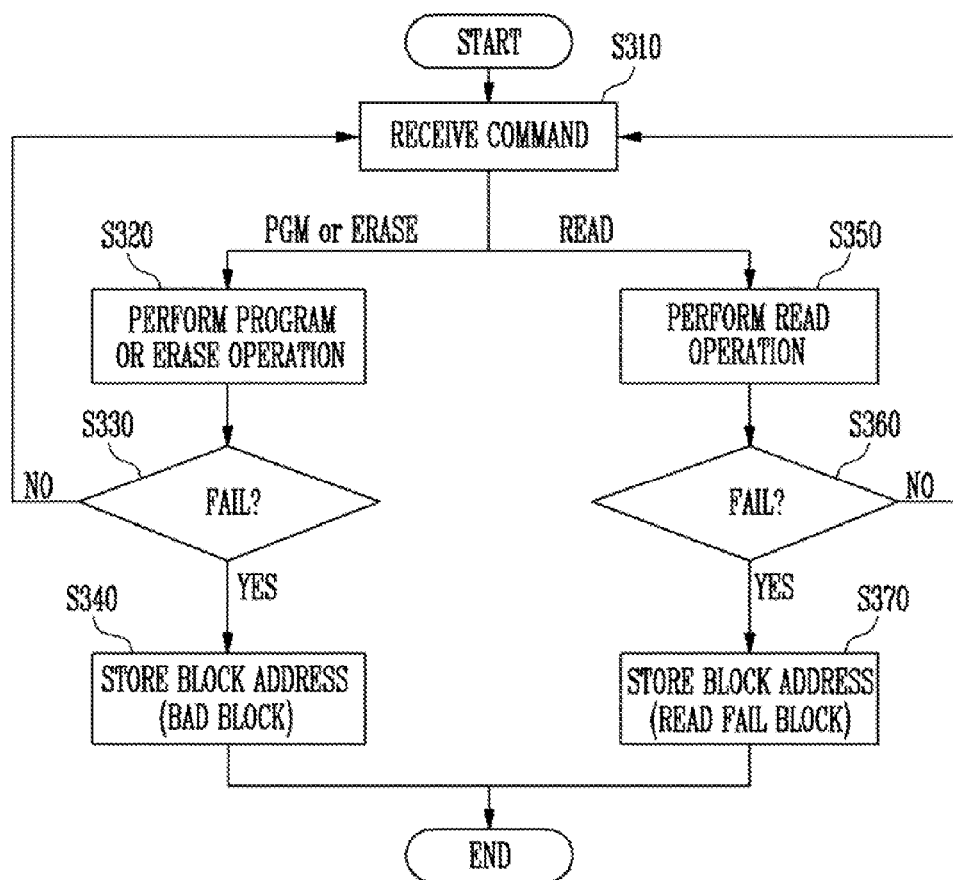 START
S310
RECEIVE COMMAND
PGM or ERASE
READ
S320
S350
PERFORM PROGRAM
OR ERASE OPERATION
PERFORM READ
OPERATION
S330
S360
NO
FAIL?
FAIL?
NO
YES
YES
S340
S370
STORE BLOCK ADDRESS
(BAD BLOCK)
STORE BLOCK ADDRESS
(READ FAIL BLOCK)
END